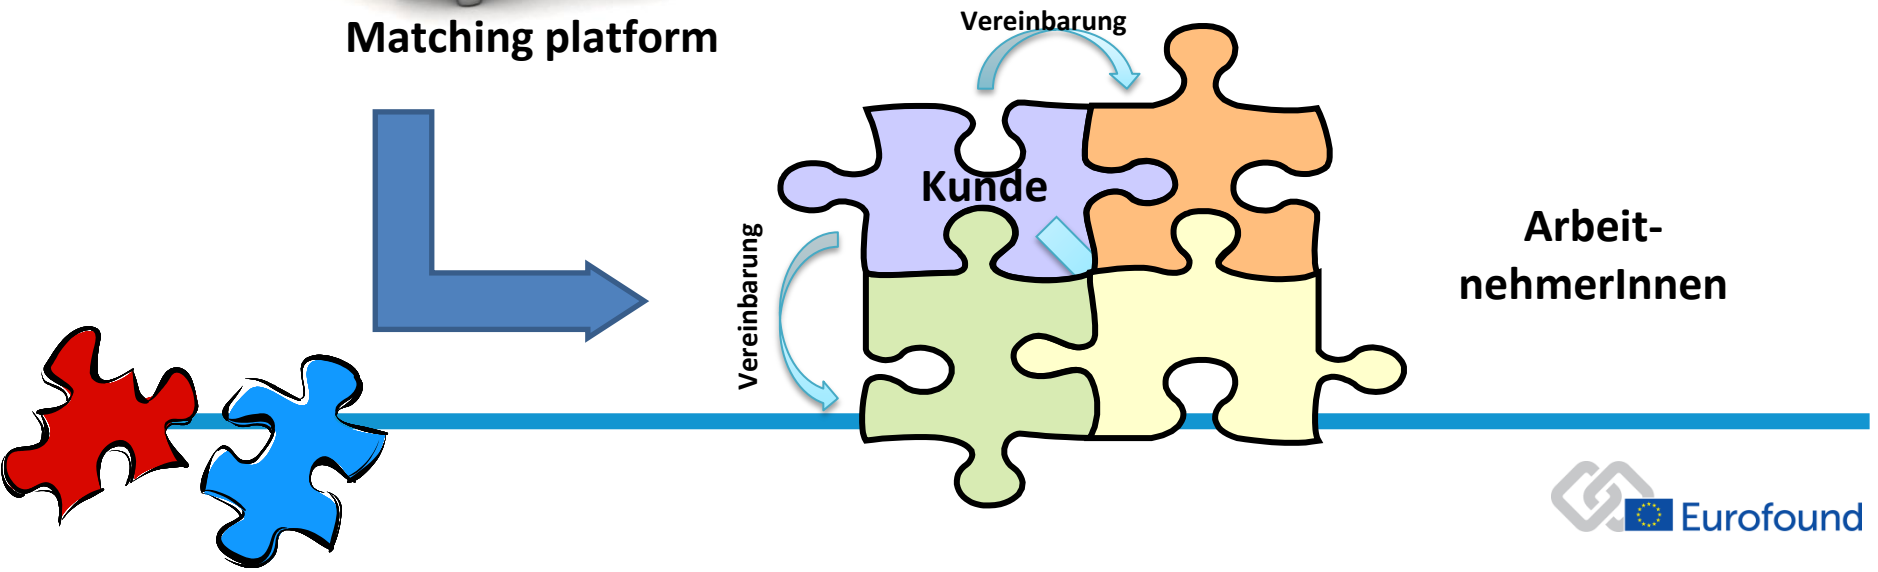 Matching platform
Vereinbarung
Kunde
Vereinbarung
Arbeit-
nehmerInnen
Eurofound